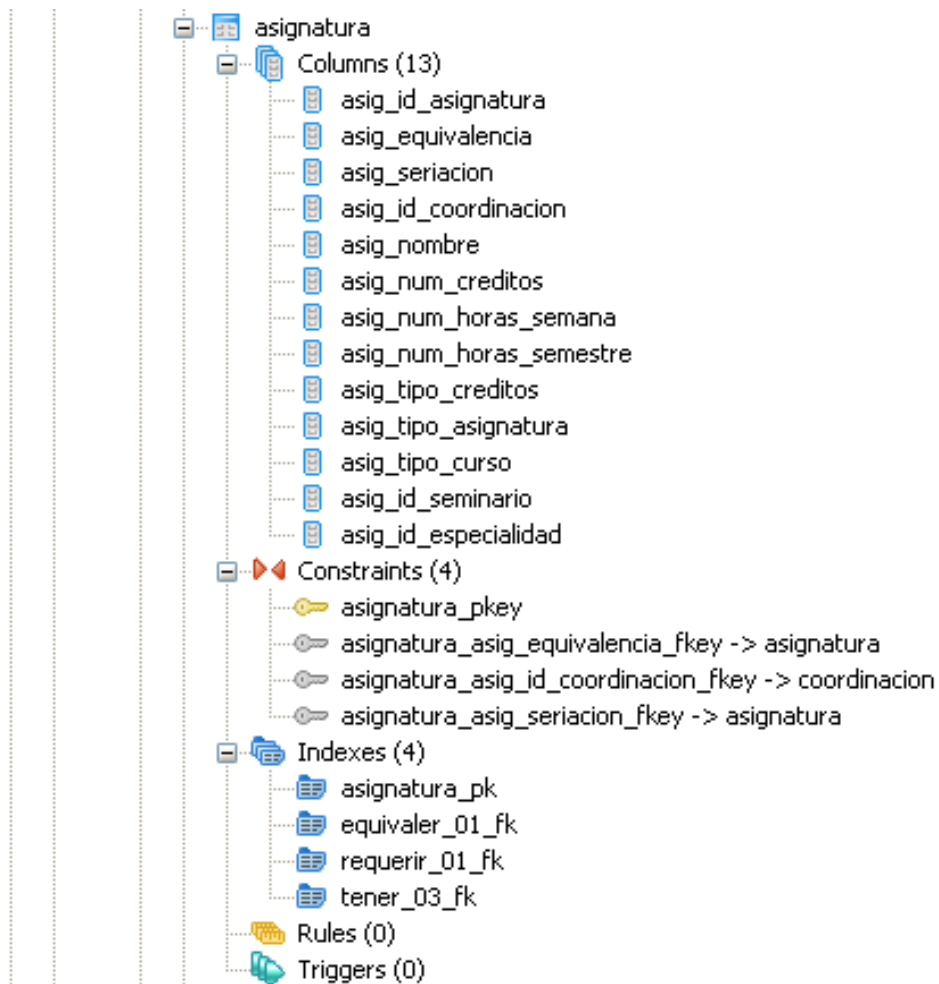 asignatura
Columns (13)
asig_id_asignatura
asig_equivalencia
asig_seriacion
asig_id_coordinacion
asig_nombre
asig_num_creditos
asig_num_horas_semana
asig_num_horas_semestre
asig_tipo_creditos
asig_tipo_asignatura
asig_tipo_curso
asig_id_seminario
asig_id_especialidad
Constraints (4)
asignatura_pkey
asignatura_asig_equivalencia_fkey -> asignatura
asignatura_asig_id_coordinacion_fkey -> coordinacion
asignatura_asig_seriacion_fkey -> asignatura
Indexes (4)
asignatura_pk
equivaler_01_fk
requerir_01_fk
tener_03_fk
Rules (0)
Triggers (0)